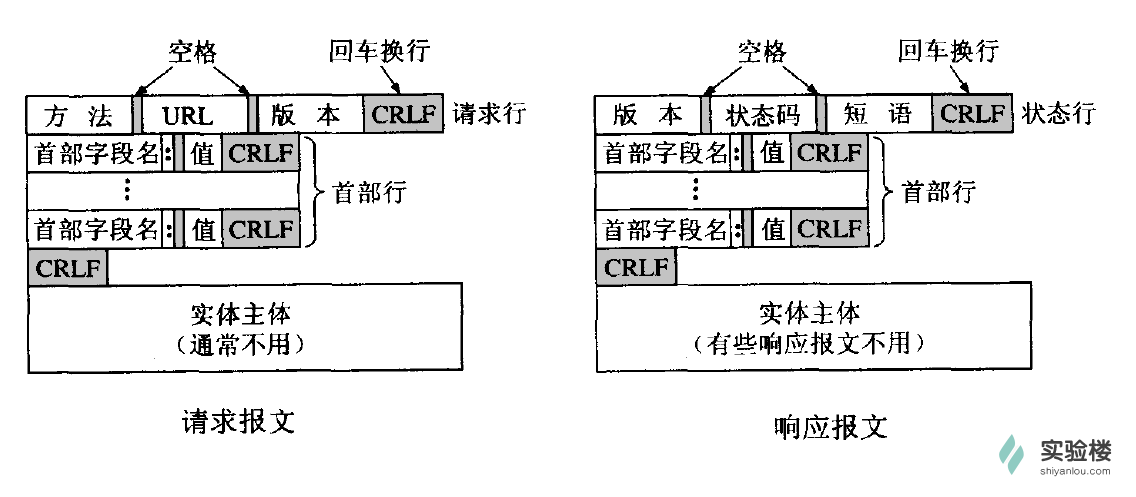 空格 回车换行
方法 URL 版本 CRLF 请求行
首部字段名: 值 CRLF
⋮
首部行
首部字段名: 值 CRLF
CRLF
实体主体
(通常不用)
请求报文
空格 回车换行
版本 状态码 短语 CRLF 状态行
首部字段名: 值 CRLF
⋮
首部行
首部字段名: 值 CRLF
CRLF
实体主体
(有些响应报文不用)
响应报文
实验楼
shiyanlou.com